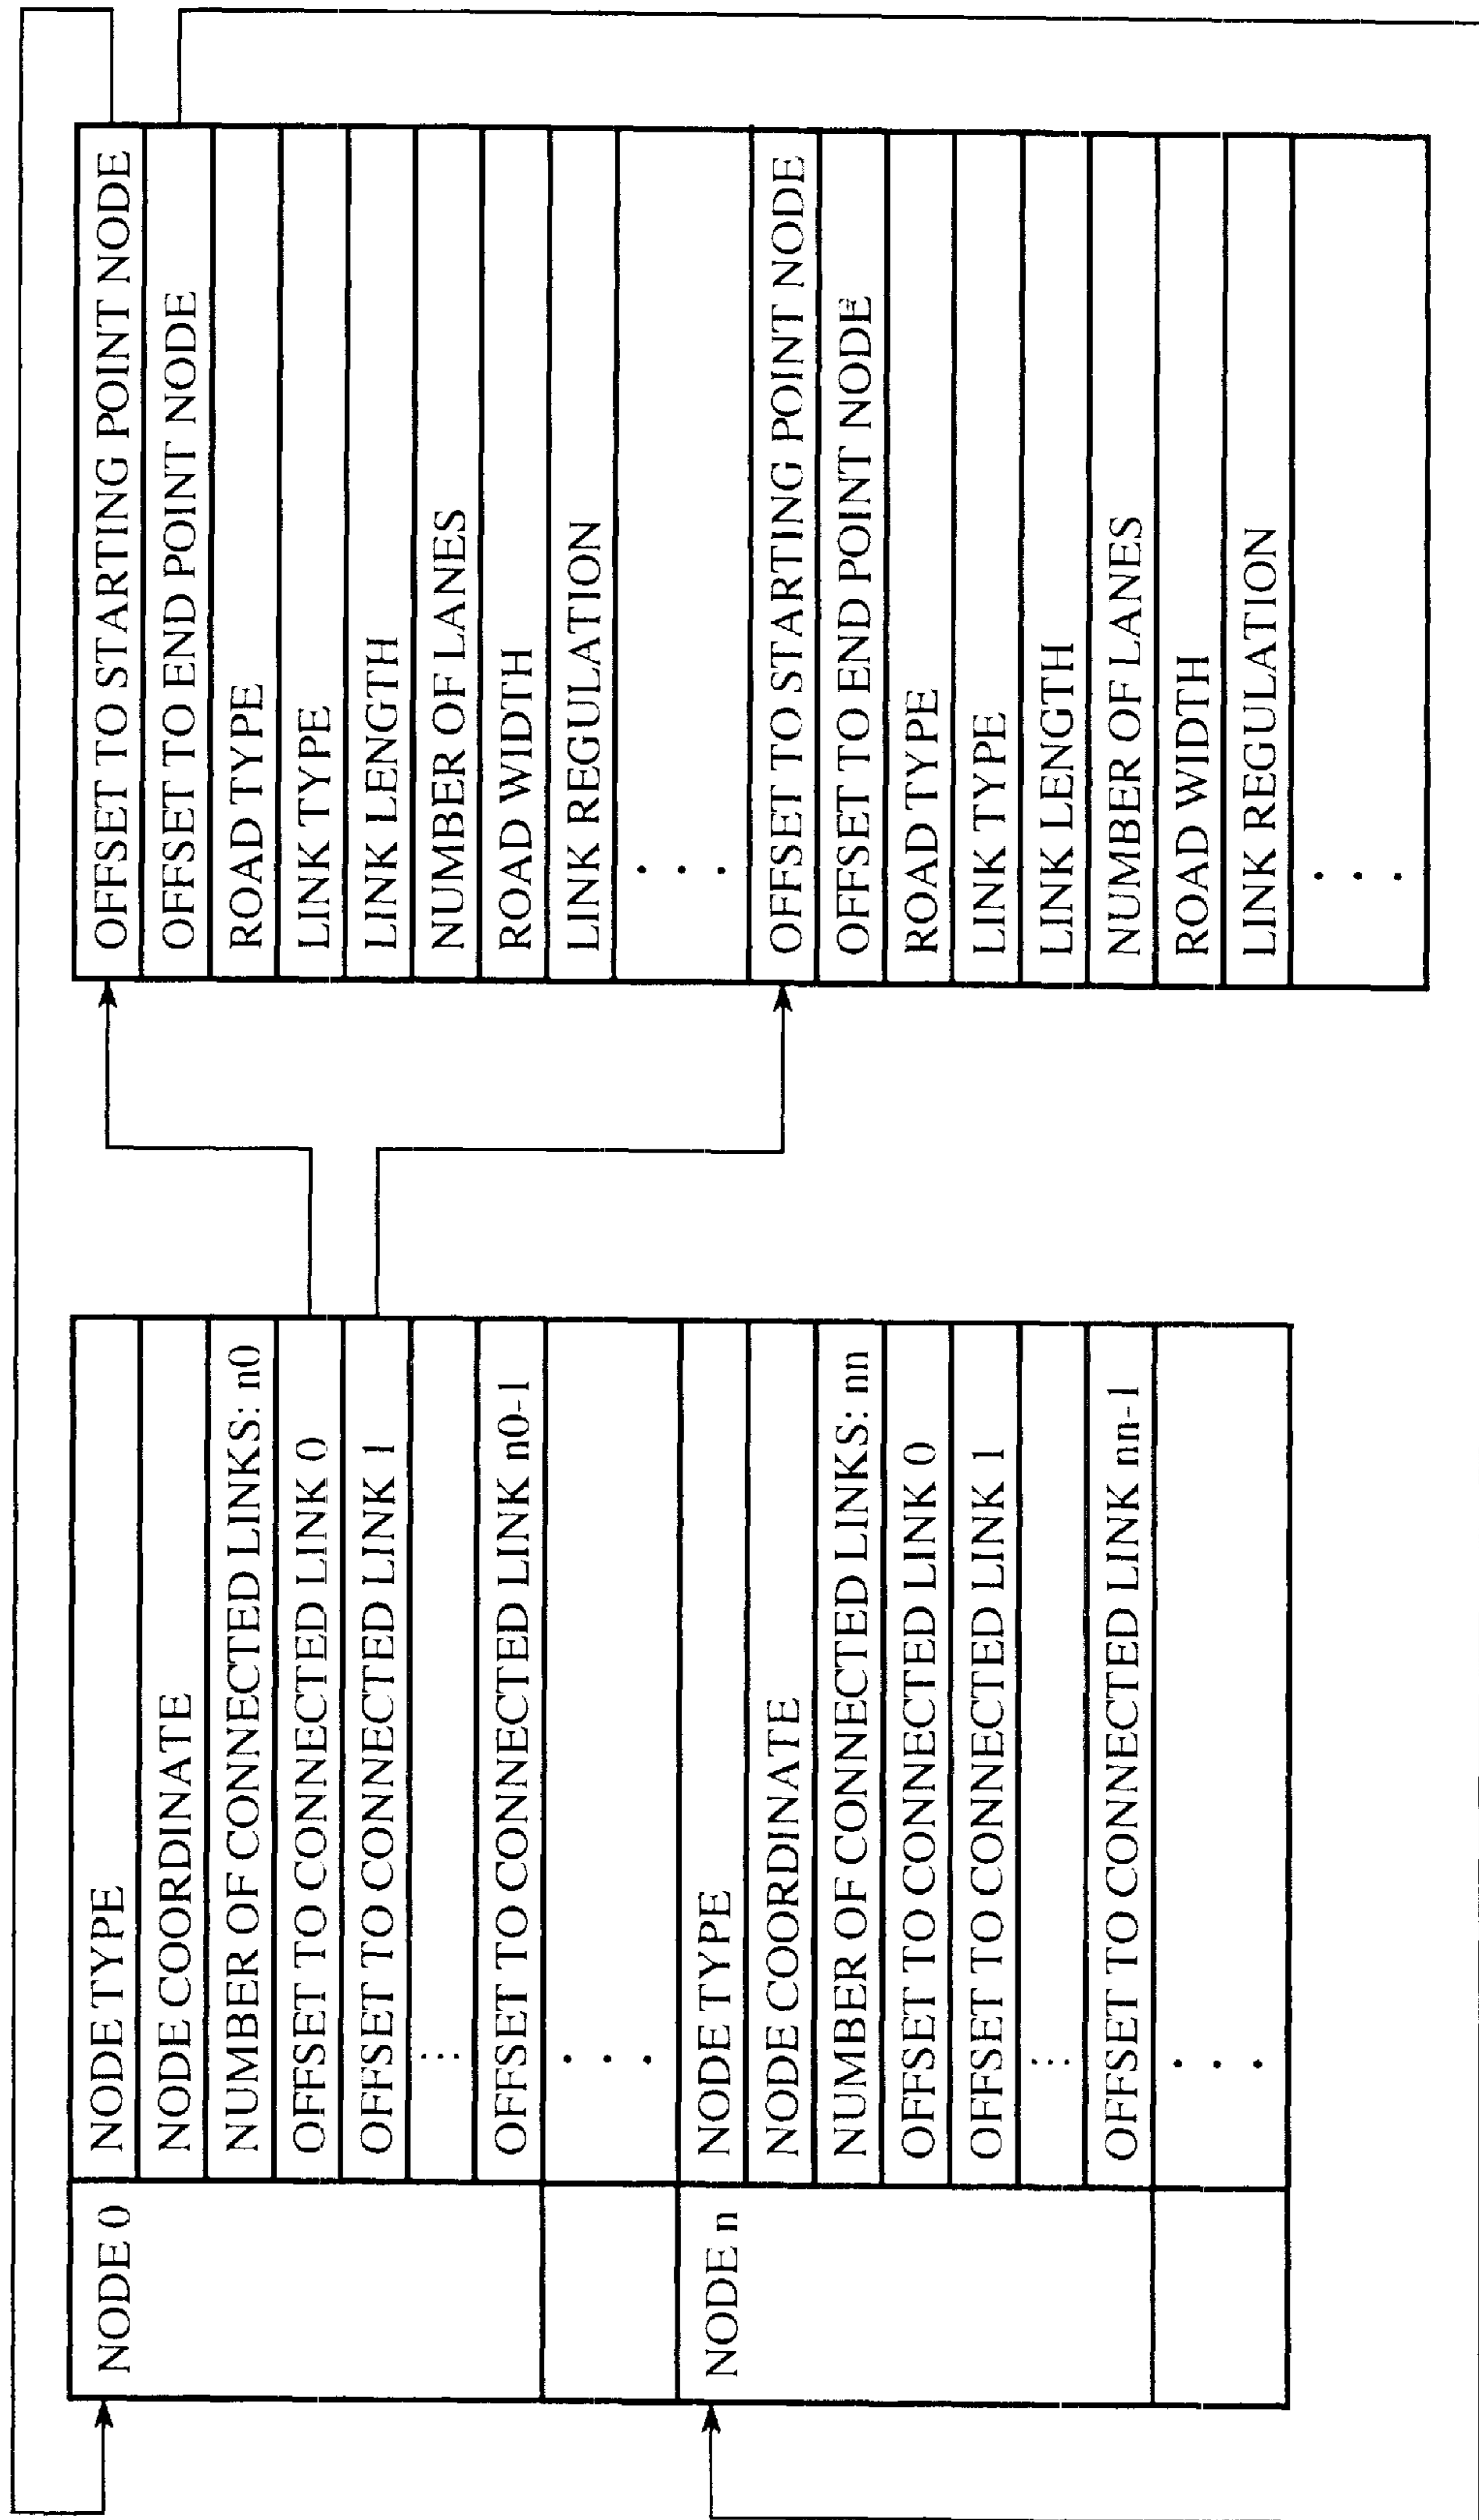 NODE 0
NODE TYPE
NODE COORDINATE
NUMBER OF CONNECTED LINKS: n0
OFFSET TO CONNECTED LINK 0
OFFSET TO CONNECTED LINK 1
...
OFFSET TO CONNECTED LINK n0-1
. . .
NODE n
NODE TYPE
NODE COORDINATE
NUMBER OF CONNECTED LINKS: nn
OFFSET TO CONNECTED LINK 0
OFFSET TO CONNECTED LINK 1
...
OFFSET TO CONNECTED LINK nn-1
. . .
OFFSET TO STARTING POINT NODE
OFFSET TO END POINT NODE
ROAD TYPE
LINK TYPE
LINK LENGTH
NUMBER OF LANES
ROAD WIDTH
LINK REGULATION
. . .
OFFSET TO STARTING POINT NODE
OFFSET TO END POINT NODE
ROAD TYPE
LINK TYPE
LINK LENGTH
NUMBER OF LANES
ROAD WIDTH
LINK REGULATION
. . .